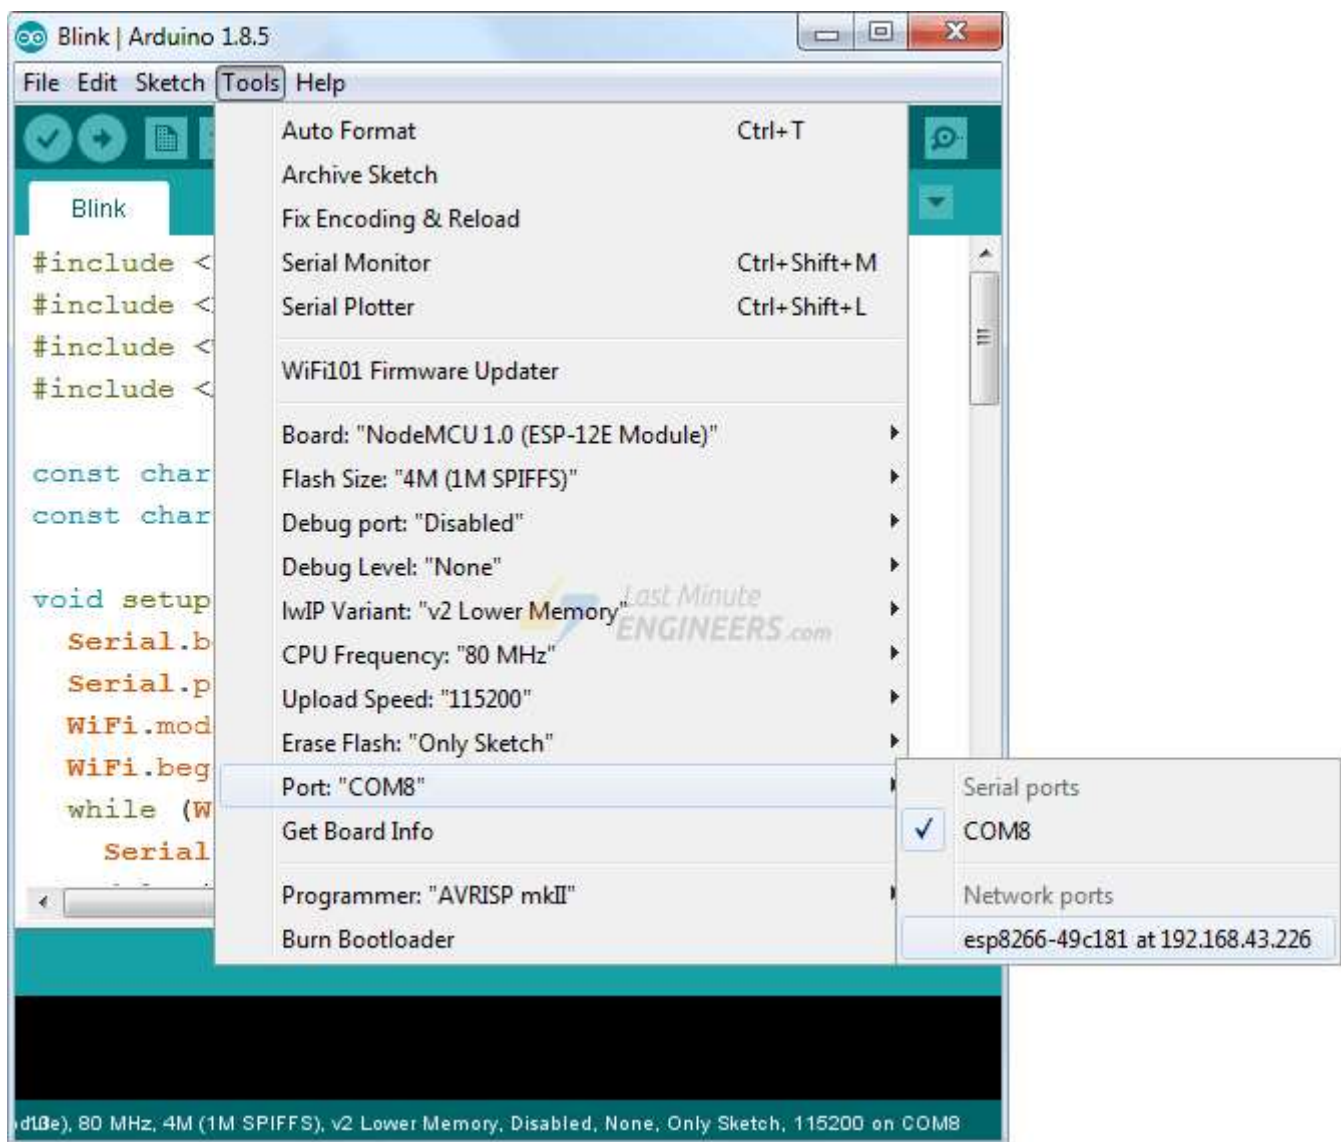 Blink | Arduino 1.8.5
File Edit Sketch Tools Help
Auto Format Ctrl+T
Archive Sketch
Fix Encoding & Reload
Serial Monitor Ctrl+Shift+M
Serial Plotter Ctrl+Shift+L
WiFi101 Firmware Updater
Board: "NodeMCU 1.0 (ESP-12E Module)"
Flash Size: "4M (1M SPIFFS)"
Debug port: "Disabled"
Debug Level: "None"
lwIP Variant: "v2 Lower Memory"
CPU Frequency: "80 MHz"
Upload Speed: "115200"
Erase Flash: "Only Sketch"
Port: "COM8"
Get Board Info
Programmer: "AVRISP mkII"
Burn Bootloader
Serial ports
COM8
Network ports
esp8266-49c181 at 192.168.43.226
Blink
#include <
#include <
#include <
#include <
const char
const char
void setup
Serial.b
Serial.p
WiFi.mod
WiFi.beg
while (W
Serial
Last Minute
ENGINEERS.com
80 MHz, 4M (1M SPIFFS), v2 Lower Memory, Disabled, None, Only Sketch, 115200 on COM8